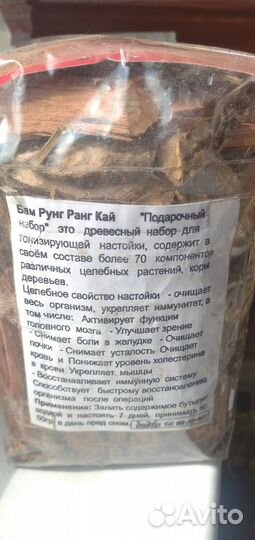 Бам Рунг Ранг Кай "Подарочный
набор" это древесный набор для
тонизирующей настойки, содержит в
своём составе более 70 компонентов
различных целебных растений, коры
деревьев.
Целебное свойство настойки - очищает
весь организм, укрепляет иммунитет, в
том числе: Активирует функции
головного мозга - Улучшает зрение
- Снимает боли в желудке - Очищает
почки - Снимает усталость Очищает
кровь и Понижает уровень холестерина
в крови Укрепляет мышцы
- Восстанавливает иммунную систему
Способствует быстрому восстановлению
организма после операций
Применение: Залить содержимое бутылки
водкой и настоять 7 дней, принимать
50гр в день пред сном
Avito